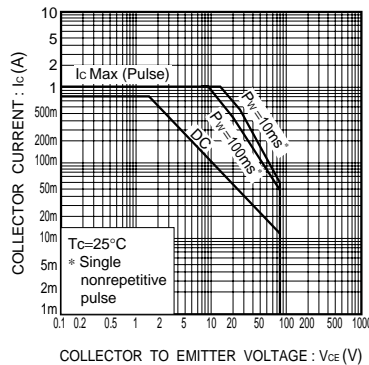 10
5
2
1
500m
200m
100m
50m
20m
10m
5m
2m
1m
COLLECTOR CURRENT : IC (A)
IC Max (Pulse)
PW=10ms*
PW=100ms*
DC
TC=25°C
* Single
nonrepetitive
pulse
0.1 0.2 0.5 1 2 5 10 20 50 100 200 500 1000
COLLECTOR TO EMITTER VOLTAGE : VCE (V)